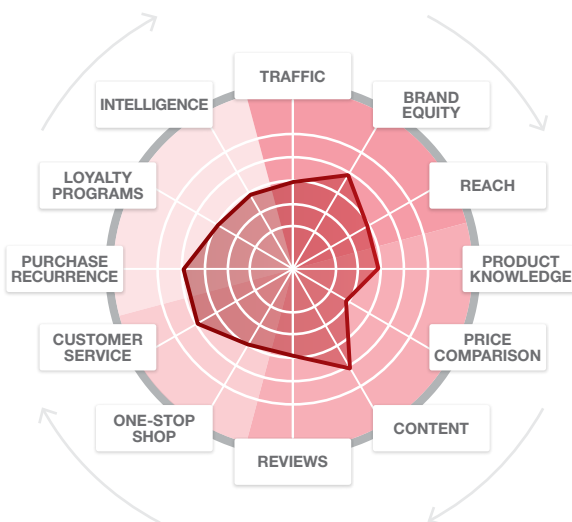 TRAFFIC
BRAND
EQUITY
REACH
PRODUCT
KNOWLEDGE
PRICE
COMPARISON
CONTENT
REVIEWS
ONE-STOP
SHOP
CUSTOMER
SERVICE
PURCHASE
RECURRENCE
LOYALTY
PROGRAMS
INTELLIGENCE